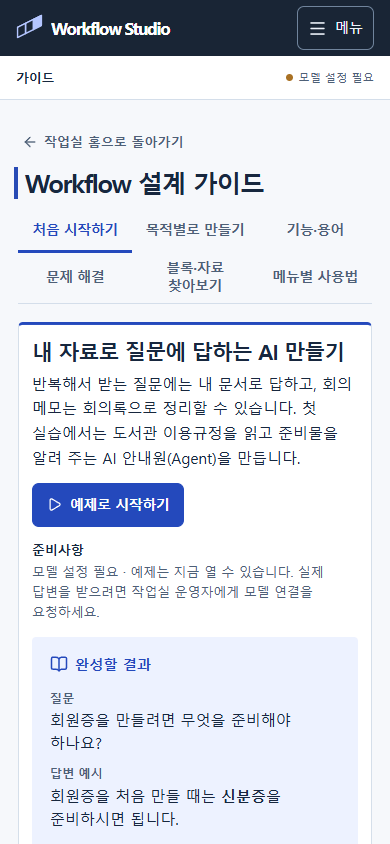 Workflow Studio
메뉴
가이드
모델 설정 필요
작업실 홈으로 돌아가기
Workflow 설계 가이드
처음 시작하기
목적별로 만들기
기능·용어
문제 해결
블록·자료
찾아보기
메뉴별 사용법
내 자료로 질문에 답하는 AI 만들기
반복해서 받는 질문에는 내 문서로 답하고, 회의
메모는 회의록으로 정리할 수 있습니다. 첫
실습에서는 도서관 이용규정을 읽고 준비물을
알려 주는 AI 안내원(Agent)을 만듭니다.
예제로 시작하기
준비사항
모델 설정 필요 · 예제는 지금 열 수 있습니다. 실제
답변을 받으려면 작업실 운영자에게 모델 연결을
요청하세요.
완성할 결과
질문
회원증을 만들려면 무엇을 준비해야
하나요?
답변 예시
회원증을 처음 만들 때는 신분증을
준비하시면 됩니다.